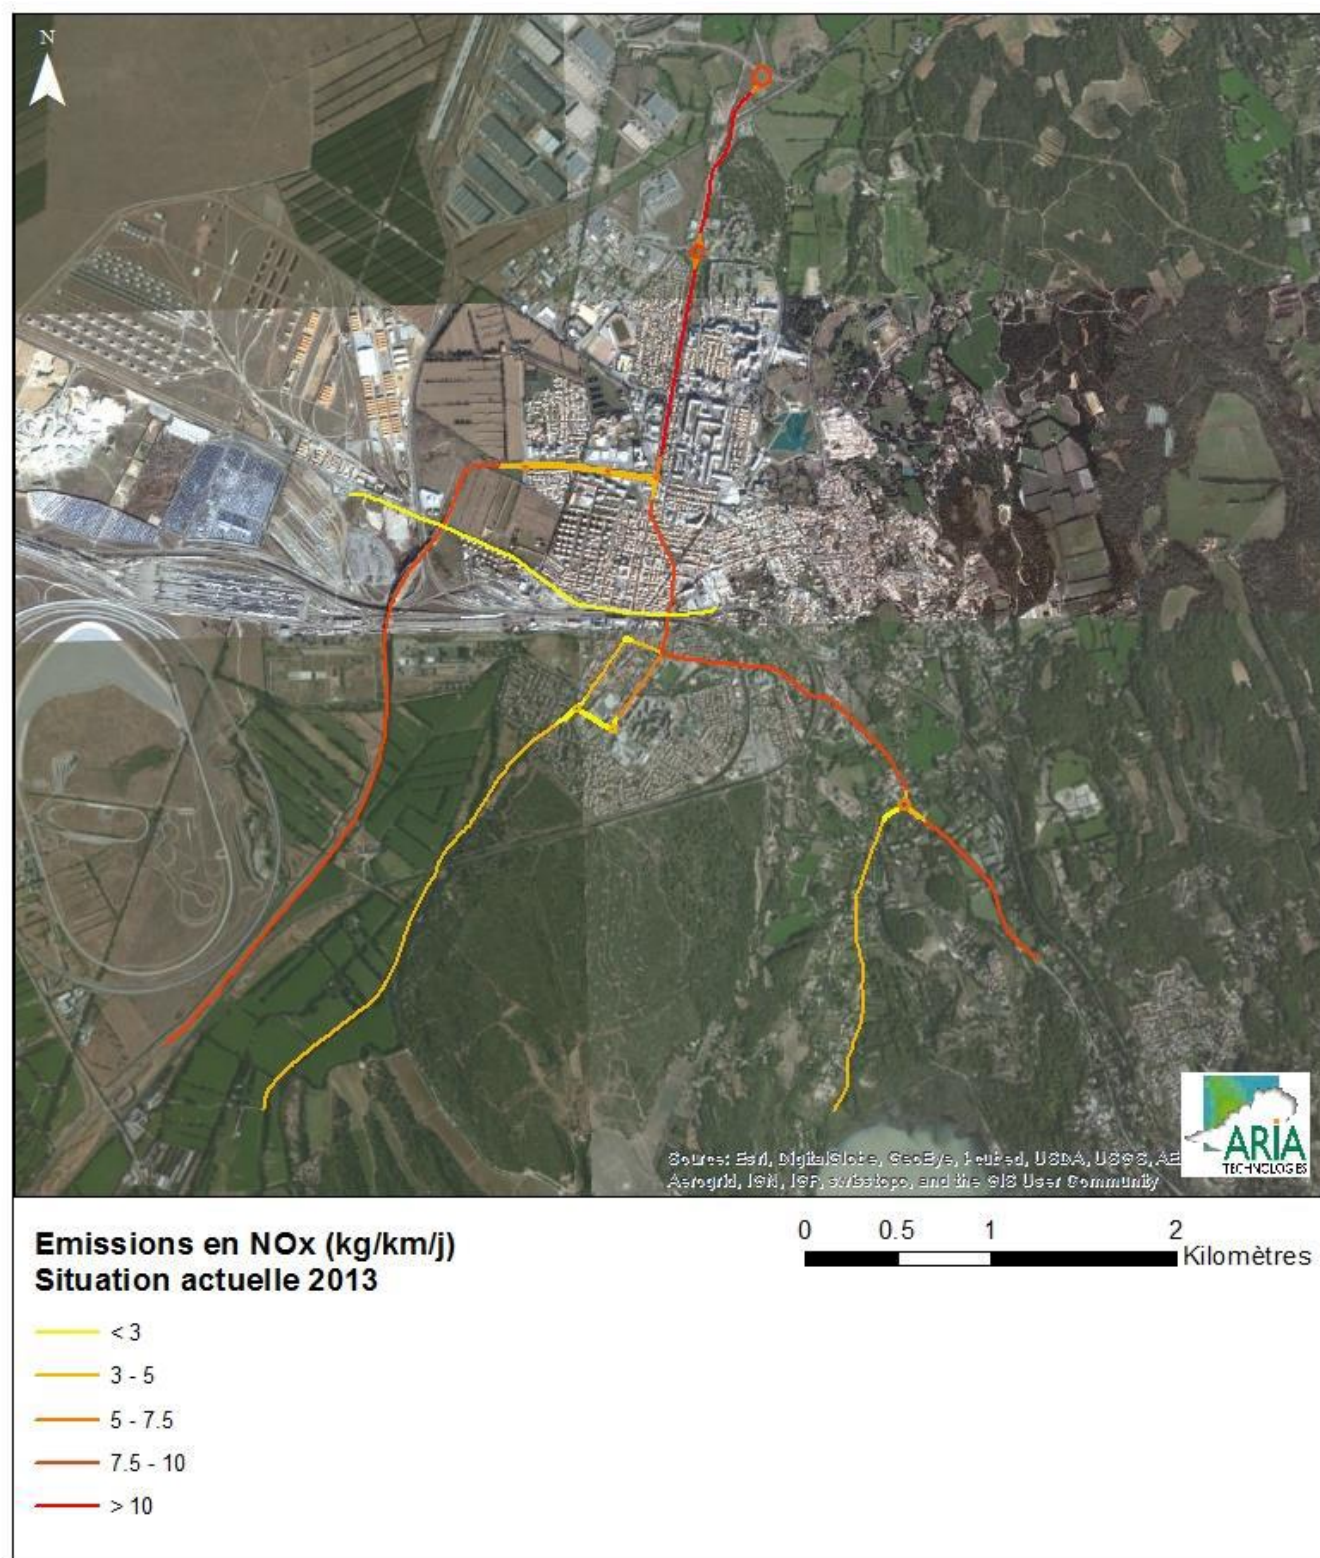 N
Source: Esri, DigitalGlobe, GeoEye, i-cubed, USDA, USGS, AE
Aerogrid, IGN, IGP, swisstopo, and the GIS User Community
ARIA
TECHNOLOGIES
Emissions en NOx (kg/km/j)
Situation actuelle 2013
< 3
3 - 5
5 - 7.5
7.5 - 10
> 10
0 0.5 1 2
Kilomètres